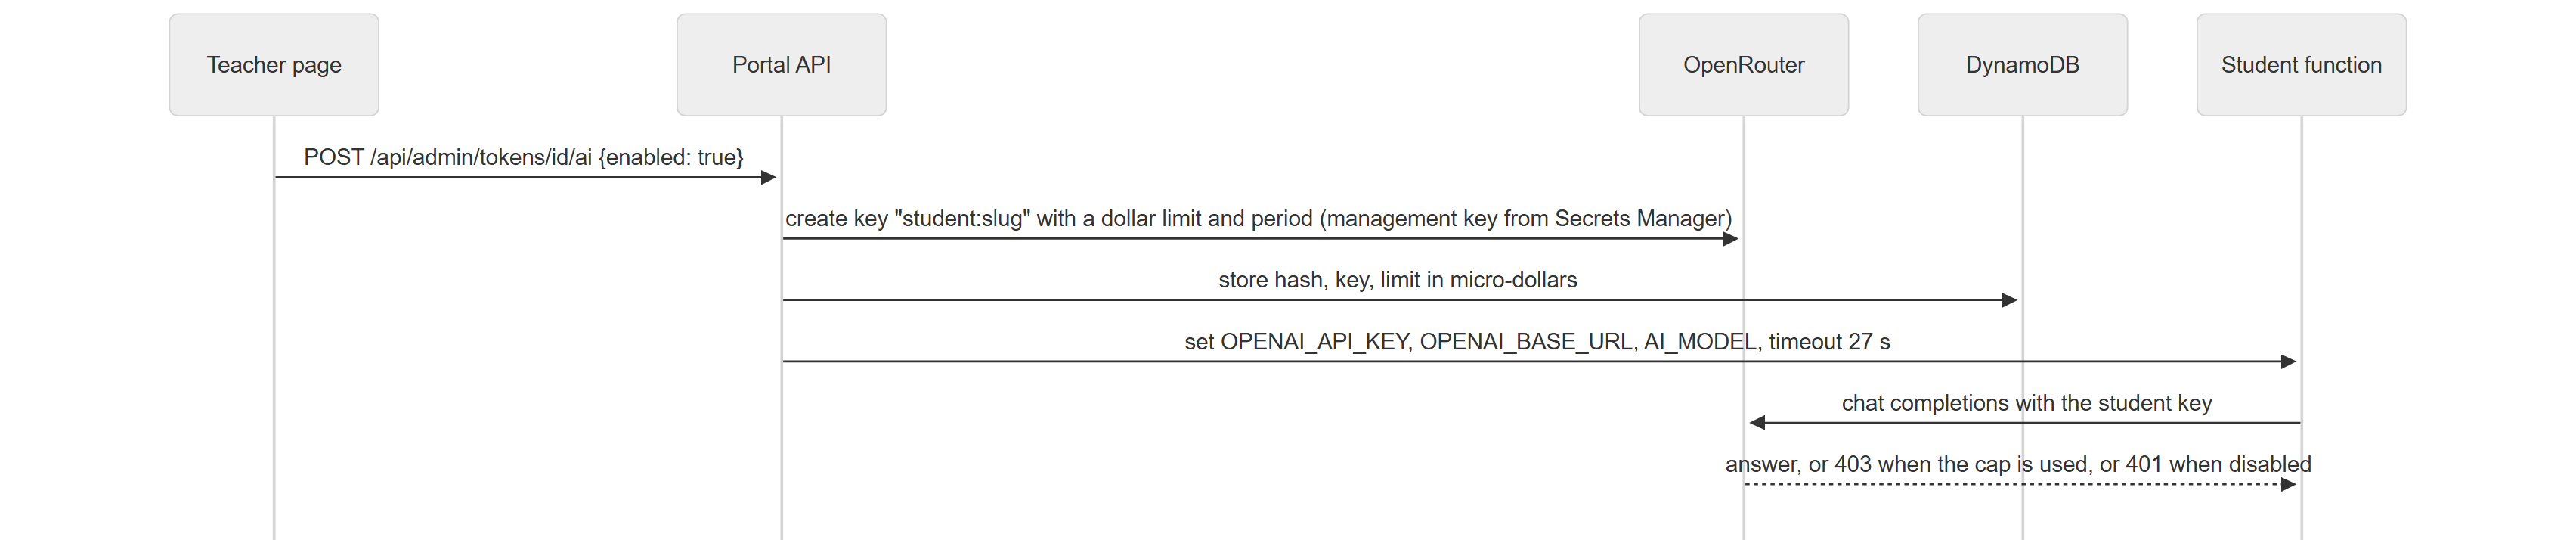 Teacher page
Portal API
OpenRouter
DynamoDB
Student function
POST /api/admin/tokens/id/ai {enabled: true}
create key "student:slug" with a dollar limit and period (management key from Secrets Manager)
store hash, key, limit in micro-dollars
set OPENAI_API_KEY, OPENAI_BASE_URL, AI_MODEL, timeout 27 s
chat completions with the student key
answer, or 403 when the cap is used, or 401 when disabled